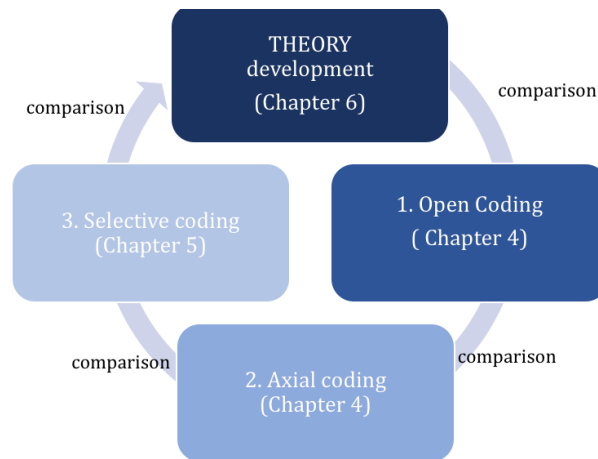 THEORY
development
(Chapter 6)
comparison
1. Open Coding
( Chapter 4)
comparison
2. Axial coding
(Chapter 4)
comparison
3. Selective coding
(Chapter 5)
comparison